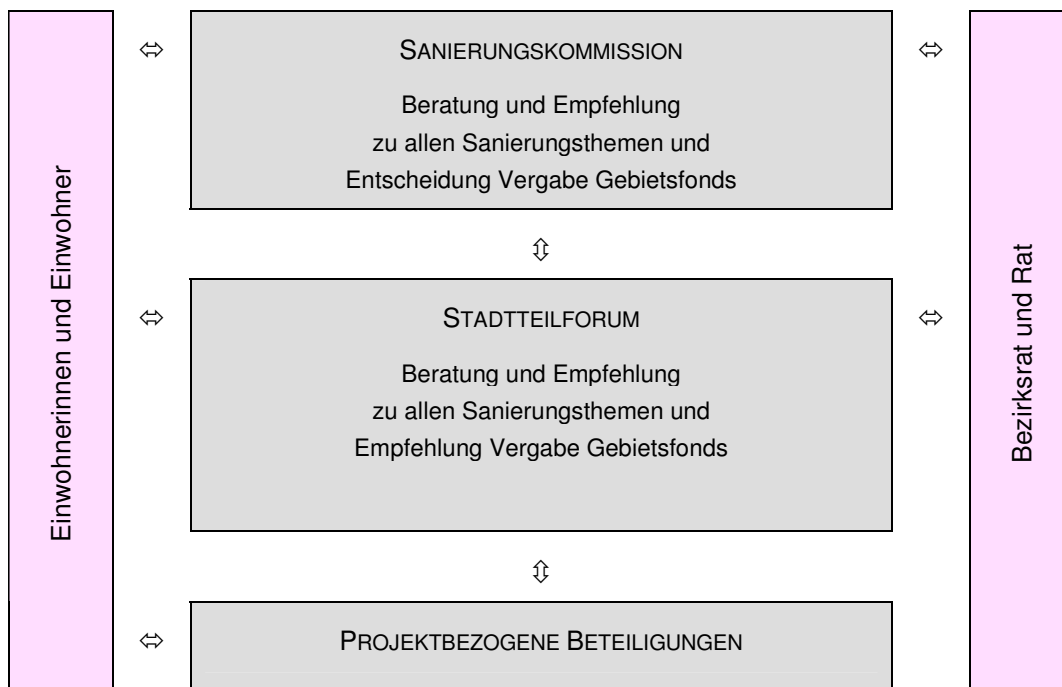 Einwohnerinnen und Einwohner
⇔ SANIERUNGSKOMMISSION ⇔
Beratung und Empfehlung
zu allen Sanierungsthemen und
Entscheidung Vergabe Gebietsfonds
⇕
⇔ STADTTEILFORUM ⇔
Beratung und Empfehlung
zu allen Sanierungsthemen und
Empfehlung Vergabe Gebietsfonds
⇕
⇔ PROJEKTBEZOGENE BETEILIGUNGEN
Bezirksrat und Rat